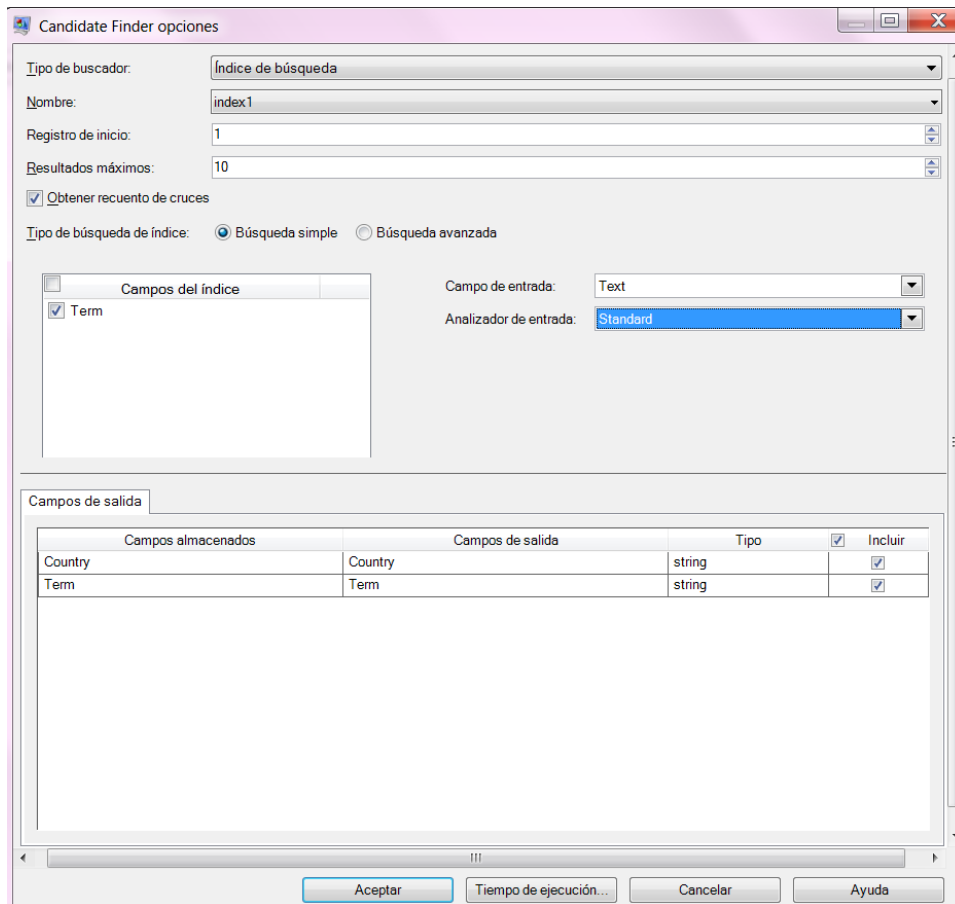 Candidate Finder opciones
Tipo de buscador: Índice de búsqueda
Nombre: index1
Registro de inicio: 1
Resultados máximos: 10
Obtener recuento de cruces
Tipo de búsqueda de índice: Búsqueda simple Búsqueda avanzada
Campos del índice
Term
Campo de entrada: Text
Analizador de entrada: Standard
Campos de salida
Campos almacenados Campos de salida Tipo Incluir
Country Country string
Term Term string
Aceptar Tiempo de ejecución... Cancelar Ayuda